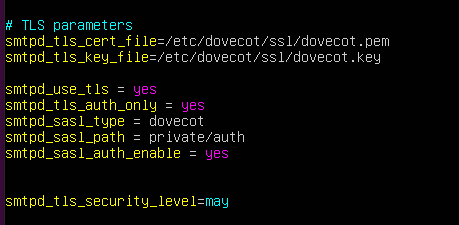 # TLS parameters
smtpd_tls_cert_file=/etc/dovecot/ssl/dovecot.pem
smtpd_tls_key_file=/etc/dovecot/ssl/dovecot.key
smtpd_use_tls = yes
smtpd_tls_auth_only = yes
smtpd_sasl_type = dovecot
smtpd_sasl_path = private/auth
smtpd_sasl_auth_enable = yes
smtpd_tls_security_level=may